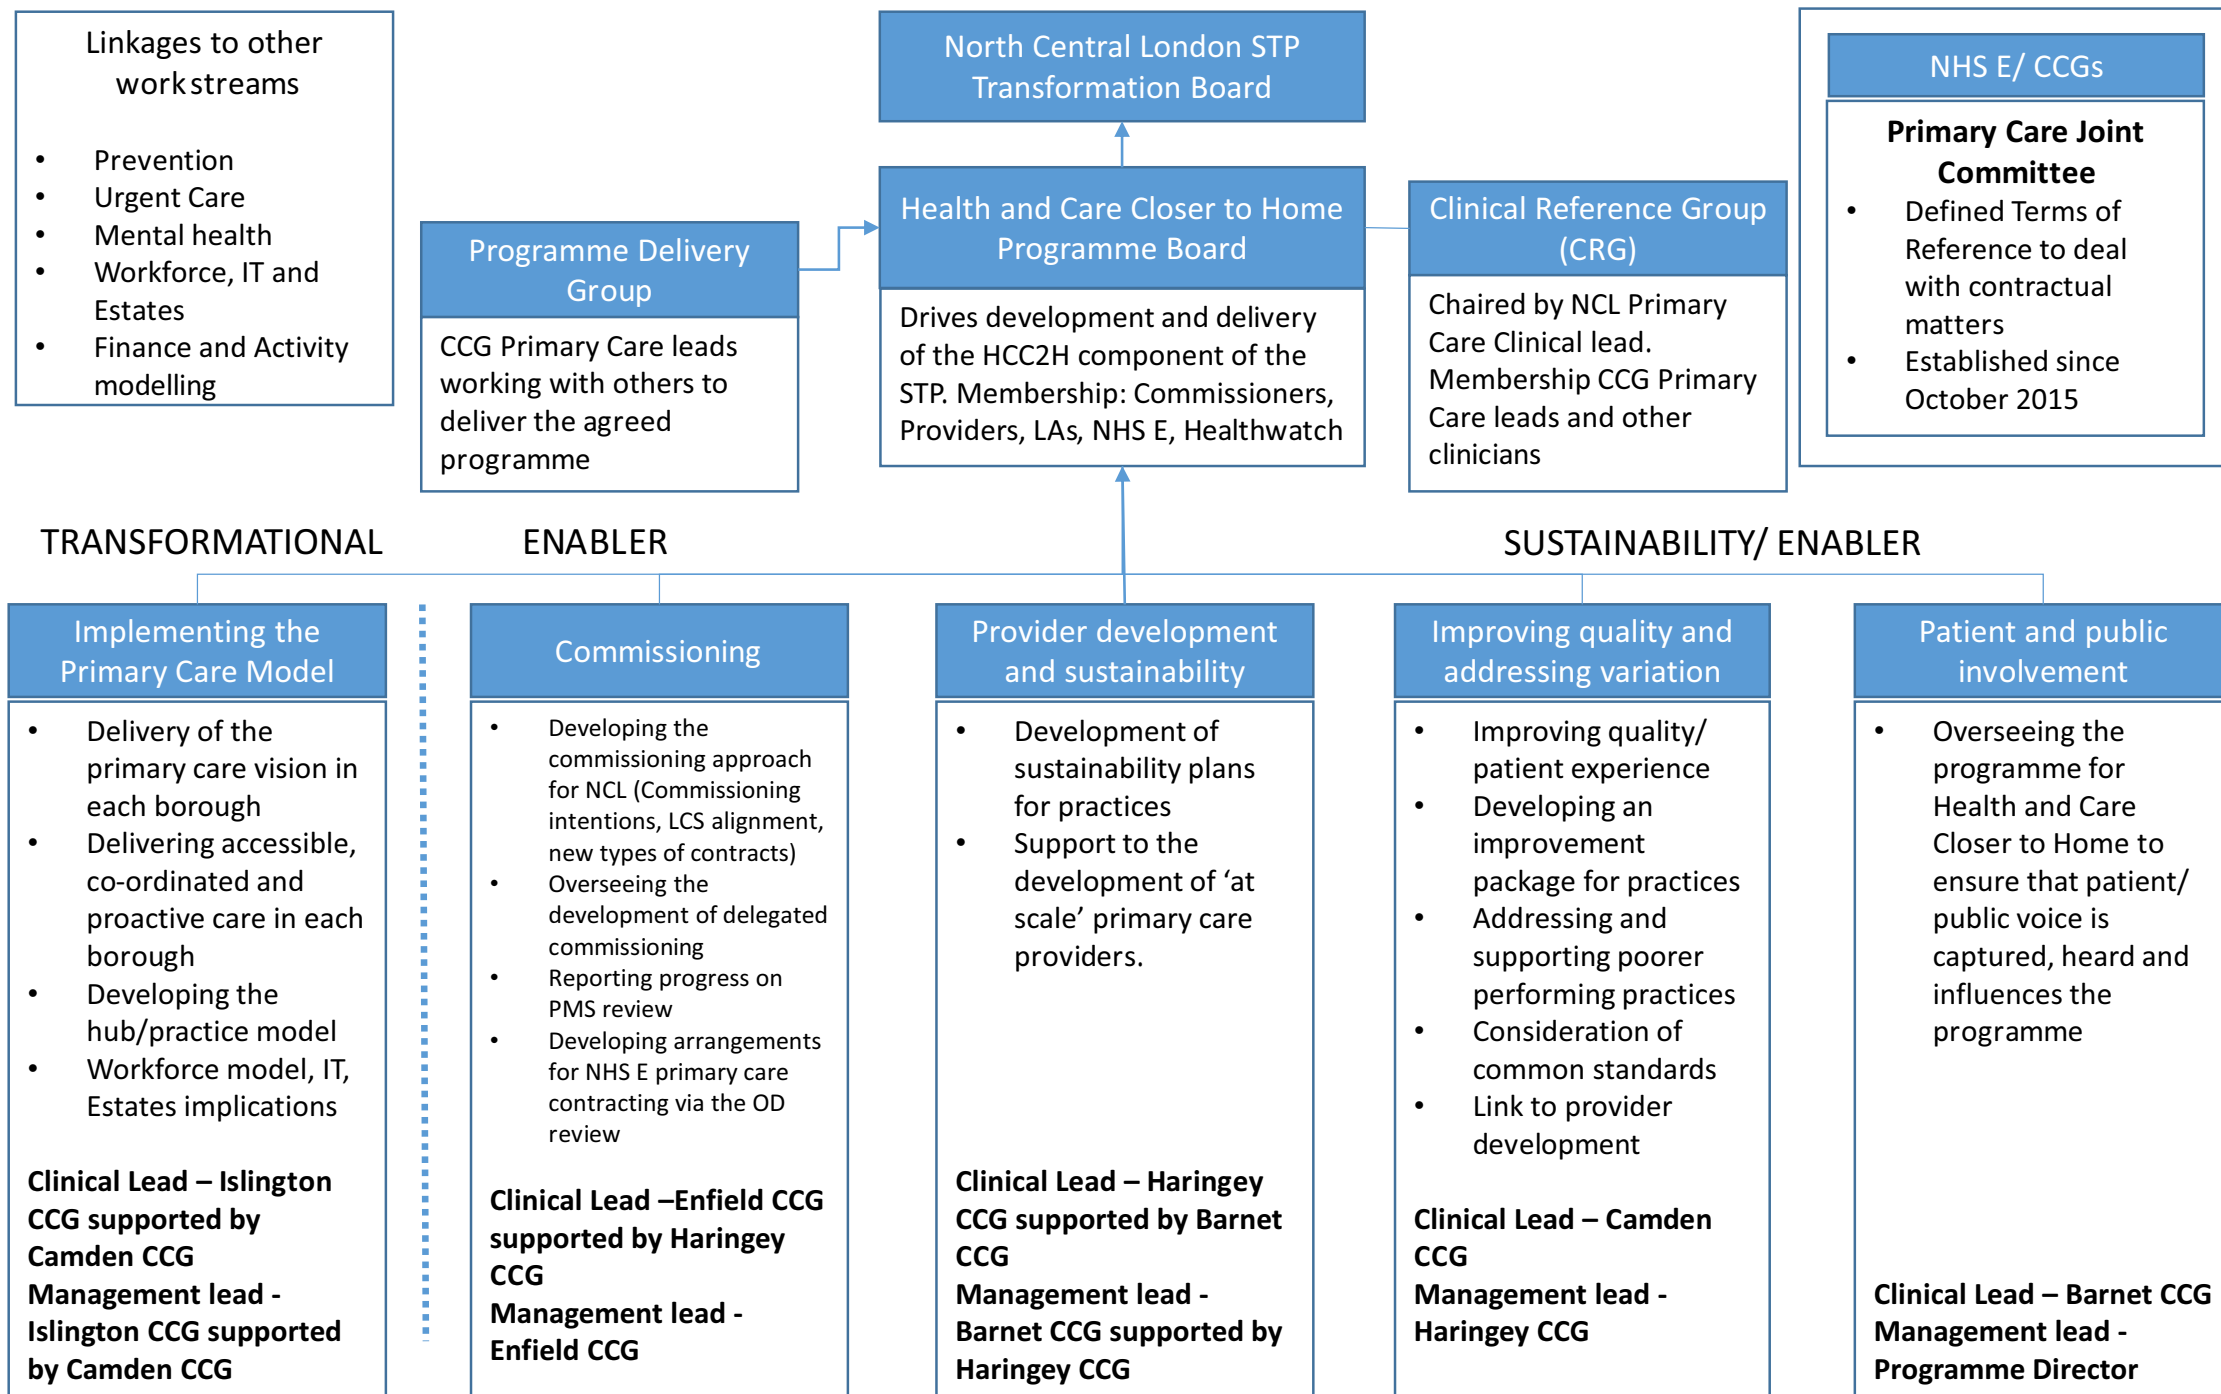 Linkages to other
work streams
• Prevention
• Urgent Care
• Mental health
• Workforce, IT and
Estates
• Finance and Activity
modelling
North Central London STP
Transformation Board
NHS E/ CCGs
Primary Care Joint
Committee
• Defined Terms of
Reference to deal
with contractual
matters
• Established since
October 2015
Programme Delivery
Group
CCG Primary Care leads
working with others to
deliver the agreed
programme
Health and Care Closer to Home
Programme Board
Drives development and delivery
of the HCC2H component of the
STP. Membership: Commissioners,
Providers, LAs, NHS E, Healthwatch
Clinical Reference Group
(CRG)
Chaired by NCL Primary
Care Clinical lead.
Membership CCG Primary
Care leads and other
clinicians
TRANSFORMATIONAL
ENABLER
SUSTAINABILITY/ ENABLER
Implementing the
Primary Care Model
• Delivery of the
primary care vision in
each borough
• Delivering accessible,
co-ordinated and
proactive care in each
borough
• Developing the
hub/practice model
• Workforce model, IT,
Estates implications
Clinical Lead – Islington
CCG supported by
Camden CCG
Management lead -
Islington CCG supported
by Camden CCG
Commissioning
• Developing the
commissioning approach
for NCL (Commissioning
intentions, LCS alignment,
new types of contracts)
• Overseeing the
development of delegated
commissioning
• Reporting progress on
PMS review
• Developing arrangements
for NHS E primary care
contracting via the OD
review
Clinical Lead –Enfield CCG
supported by Haringey
CCG
Management lead -
Enfield CCG
Provider development
and sustainability
• Development of
sustainability plans
for practices
• Support to the
development of ‘at
scale’ primary care
providers.
Clinical Lead – Haringey
CCG supported by Barnet
CCG
Management lead -
Barnet CCG supported by
Haringey CCG
Improving quality and
addressing variation
• Improving quality/
patient experience
• Developing an
improvement
package for practices
• Addressing and
supporting poorer
performing practices
• Consideration of
common standards
• Link to provider
development
Clinical Lead – Camden
CCG
Management lead -
Haringey CCG
Patient and public
involvement
• Overseeing the
programme for
Health and Care
Closer to Home to
ensure that patient/
public voice is
captured, heard and
influences the
programme
Clinical Lead – Barnet CCG
Management lead -
Programme Director